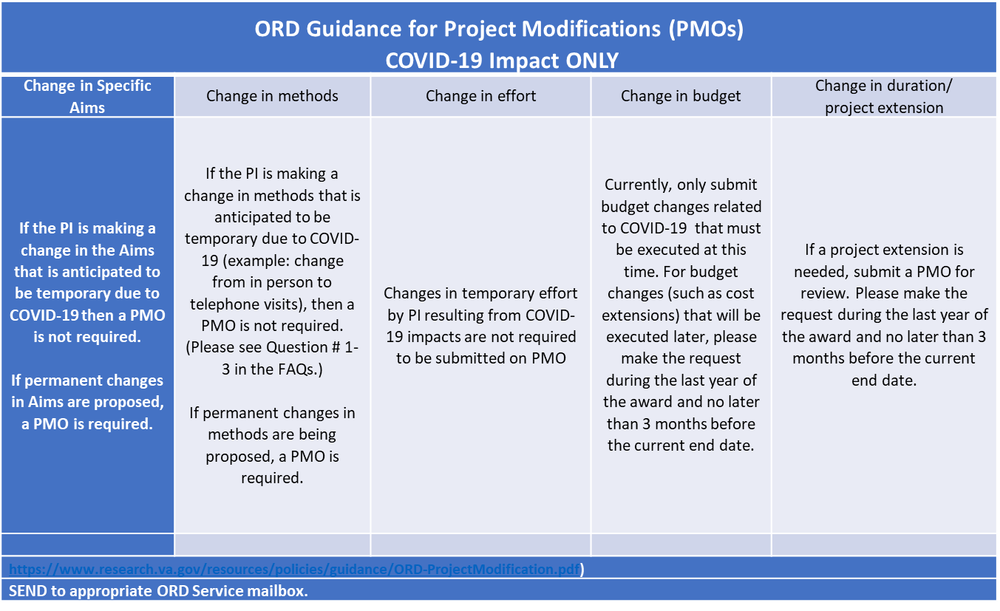 ORD Guidance for Project Modifications (PMOs)
COVID-19 Impact ONLY
Change in Specific
Aims
Change in methods
Change in effort
Change in budget
Change in duration/
project extension
If the PI is making a
change in the Aims
that is anticipated to
be temporary due to
COVID-19 then a PMO
is not required.
If permanent changes
in Aims are proposed,
a PMO is required.
If the PI is making a
change in methods that is
anticipated to be
temporary due to COVID-
19 (example: change
from in person to
telephone visits), then a
PMO is not required.
(Please see Question # 1-
3 in the FAQs.)
If permanent changes in
methods are being
proposed, a PMO is
required.
Changes in temporary effort
by PI resulting from COVID-
19 impacts are not required
to be submitted on PMO
Currently, only submit
budget changes related
to COVID-19 that must
be executed at this
time. For budget
changes (such as cost
extensions) that will be
executed later, please
make the request
during the last year of
the award and no later
than 3 months before
the current end date.
If a project extension is
needed, submit a PMO for
review. Please make the
request during the last year of
the award and no later than 3
months before the current
end date.
https://www.research.va.gov/resources/policies/guidance/ORD-ProjectModification.pdf)
SEND to appropriate ORD Service mailbox.